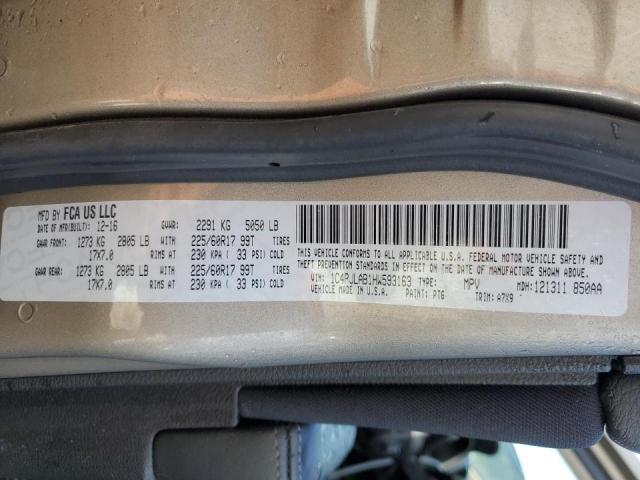 MFD BY FCA US LLC
DATE OF MFR(BUILT): 12-16 GVWR: 2291 KG 5050 LB
GAWR FRONT: 1273 KG 2805 LB WITH 225/60R17 99T TIRES
17X7.0 RIMS AT 230 KPA ( 33 PSI) COLD
GAWR REAR: 1273 KG 2805 LB WITH 225/60R17 99T TIRES
17X7.0 RIMS AT 230 KPA ( 33 PSI) COLD
THIS VEHICLE CONFORMS TO ALL APPLICABLE U.S.A. FEDERAL MOTOR VEHICLE
SAFETY, BUMPER, AND THEFT PREVENTION STANDARDS IN EFFECT ON THE DATE OF MANUFACTURE SHOWN ABOVE.
VIN: 1C4PJLAB1HW593163 TYPE: MPV MDH: 121311 850AA
VEHICLE MADE IN U.S.A. PAINT: PTG TRIM: A7X9